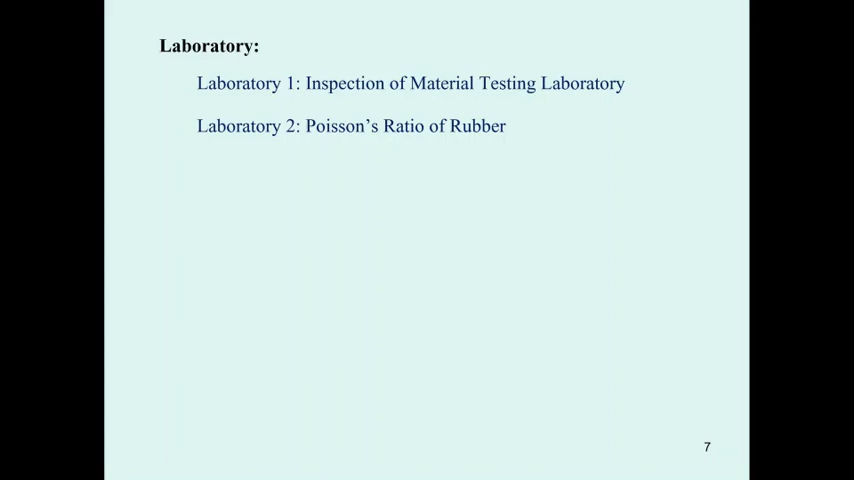 Laboratory:
Laboratory 1: Inspection of Material Testing Laboratory
Laboratory 2: Poisson’s Ratio of Rubber
7